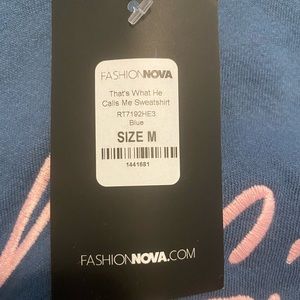 FASHIONNOVA
That's What He
Calls Me Sweatshirt
RT7192HE3
Blue
SIZE M
1441681
FASHIONNOVA.COM